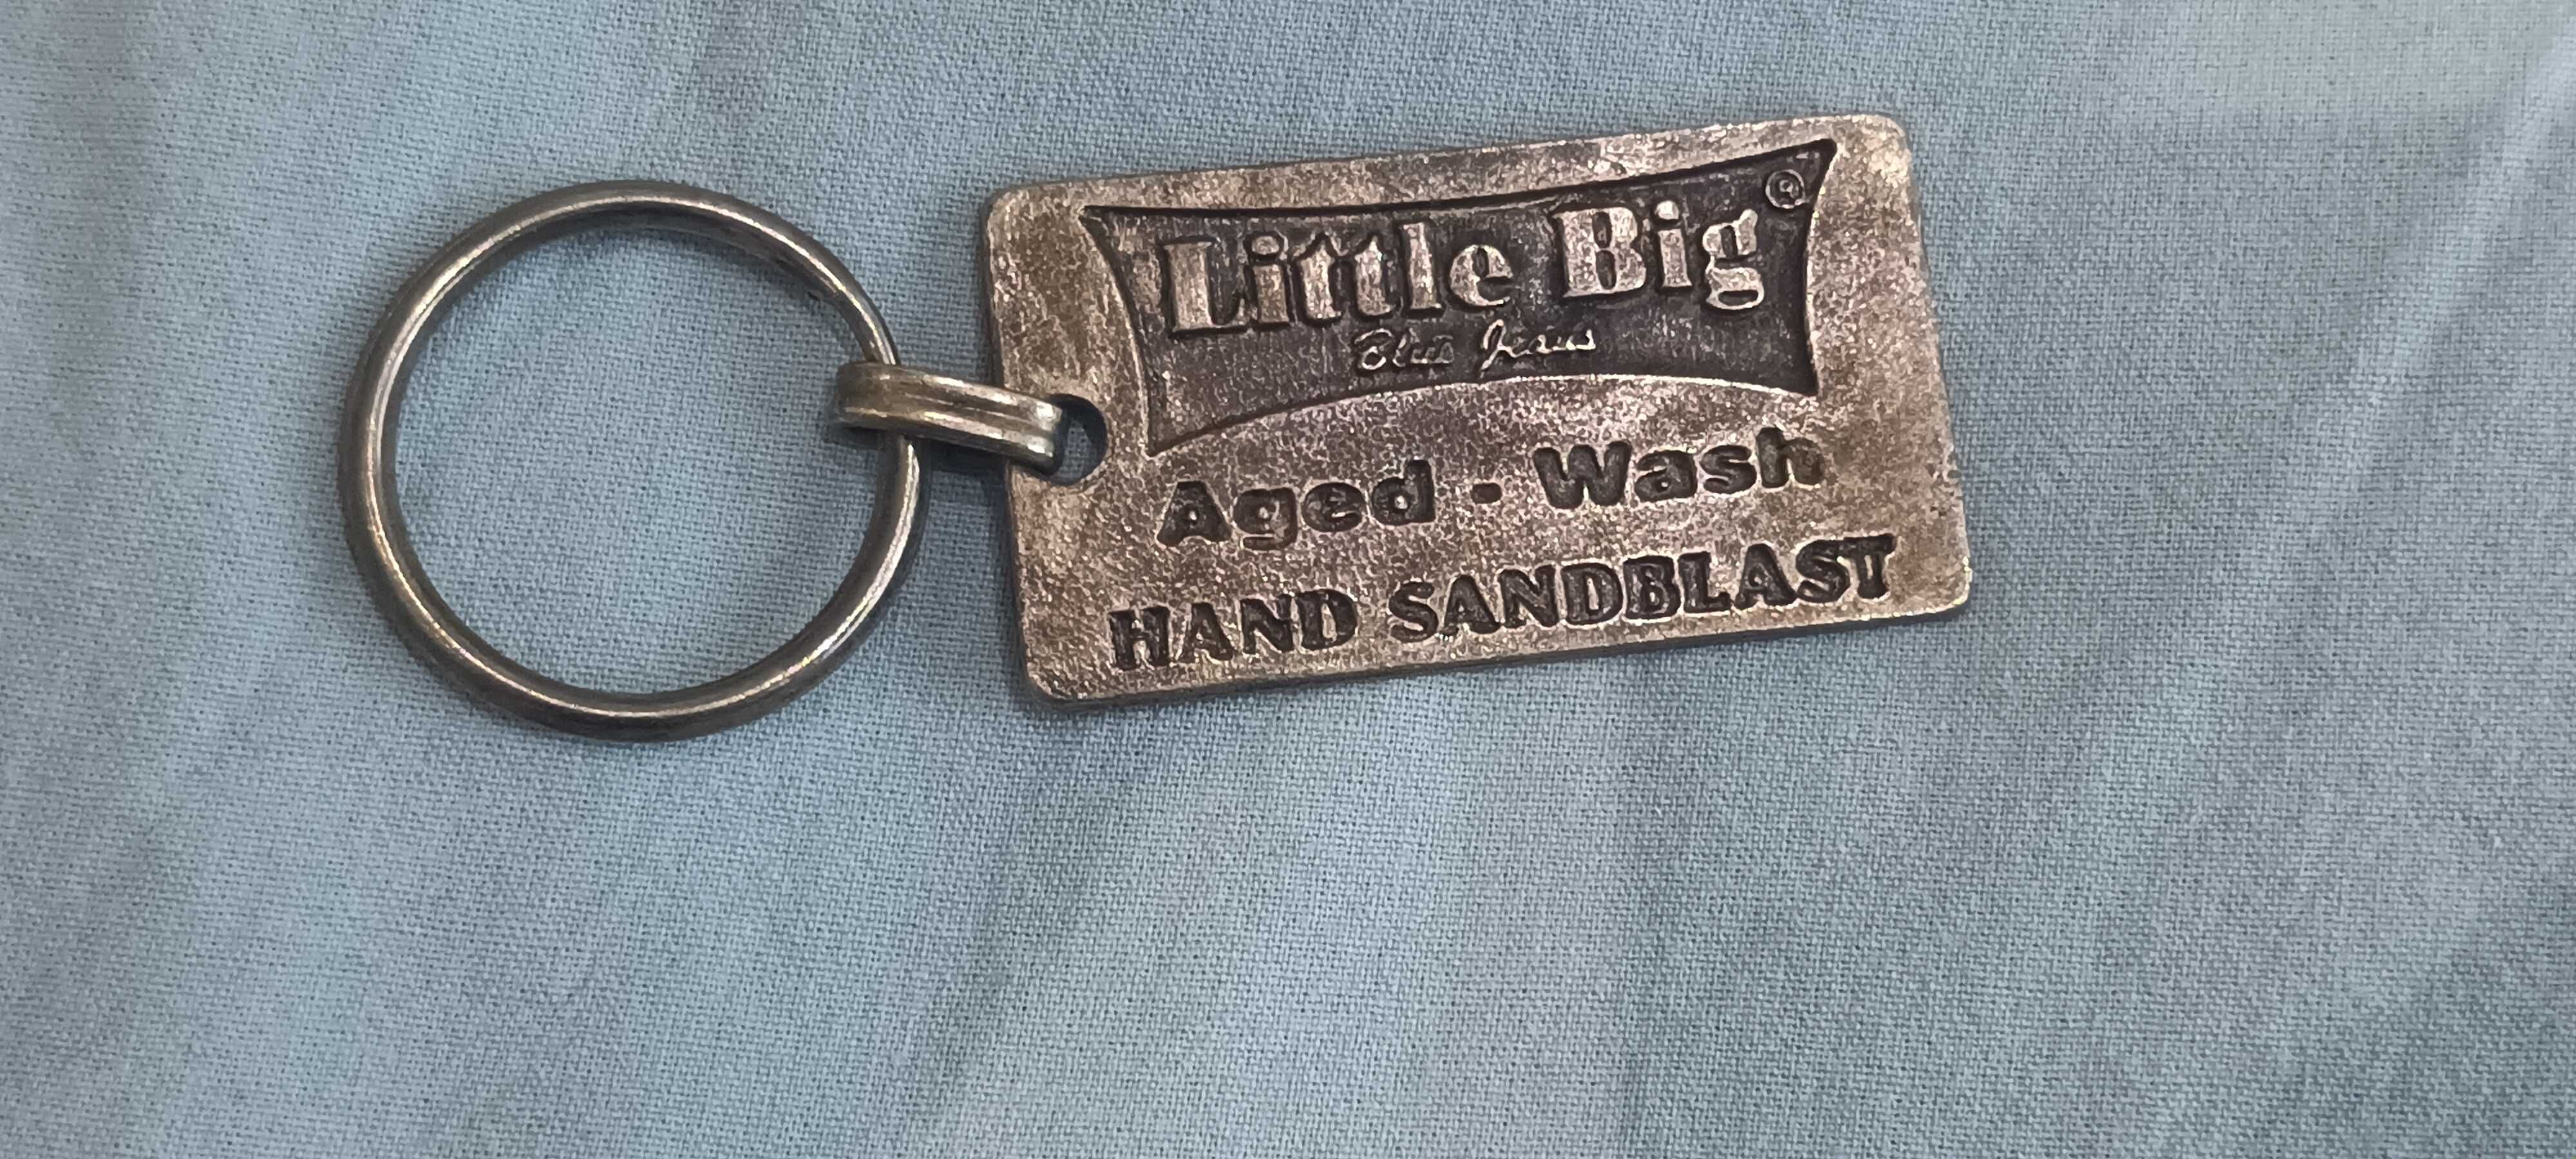 Little Big ®
Blue Jeans
Aged - Wash
HAND SANDBLAST